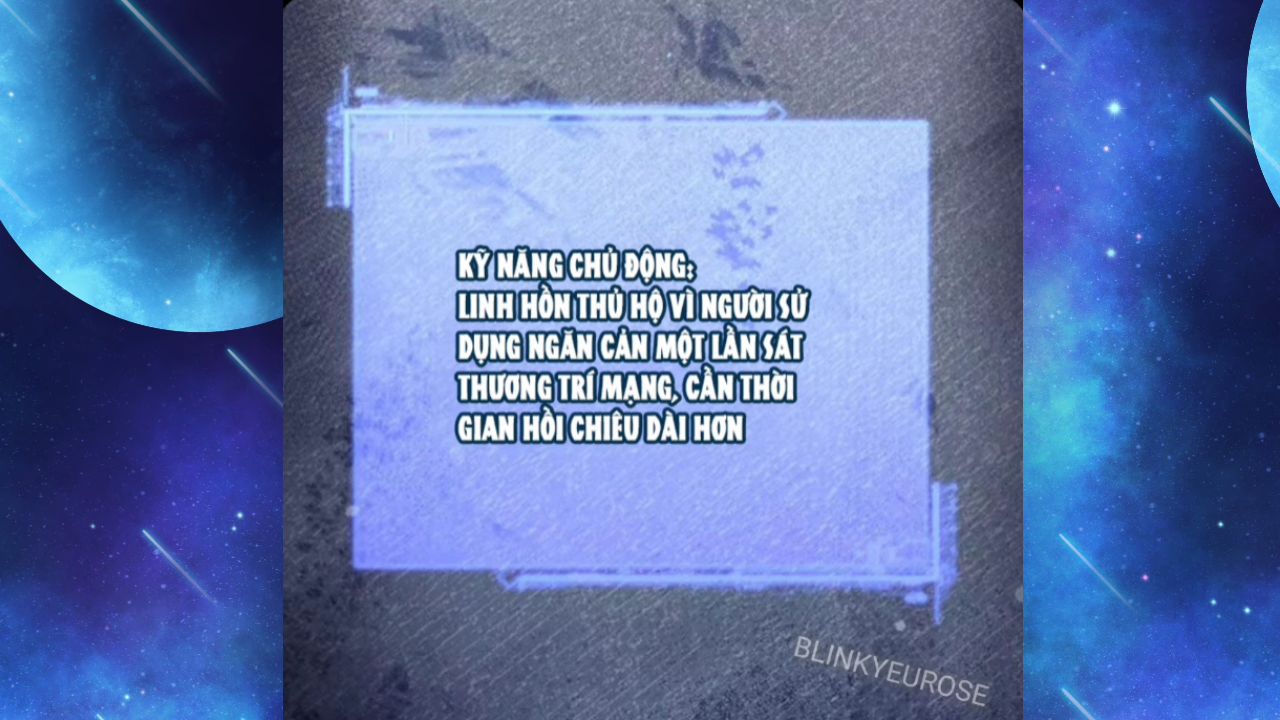 KỸ NĂNG CHỦ ĐỘNG:
LINH HỒN THỦ HỘ VÌ NGƯỜI SỬ
DỤNG NGĂN CẢN MỘT LẦN SÁT
THƯƠNG TRÍ MẠNG, CẦN THỜI
GIAN HỒI CHIÊU DÀI HƠN
BLINKYEUROSE